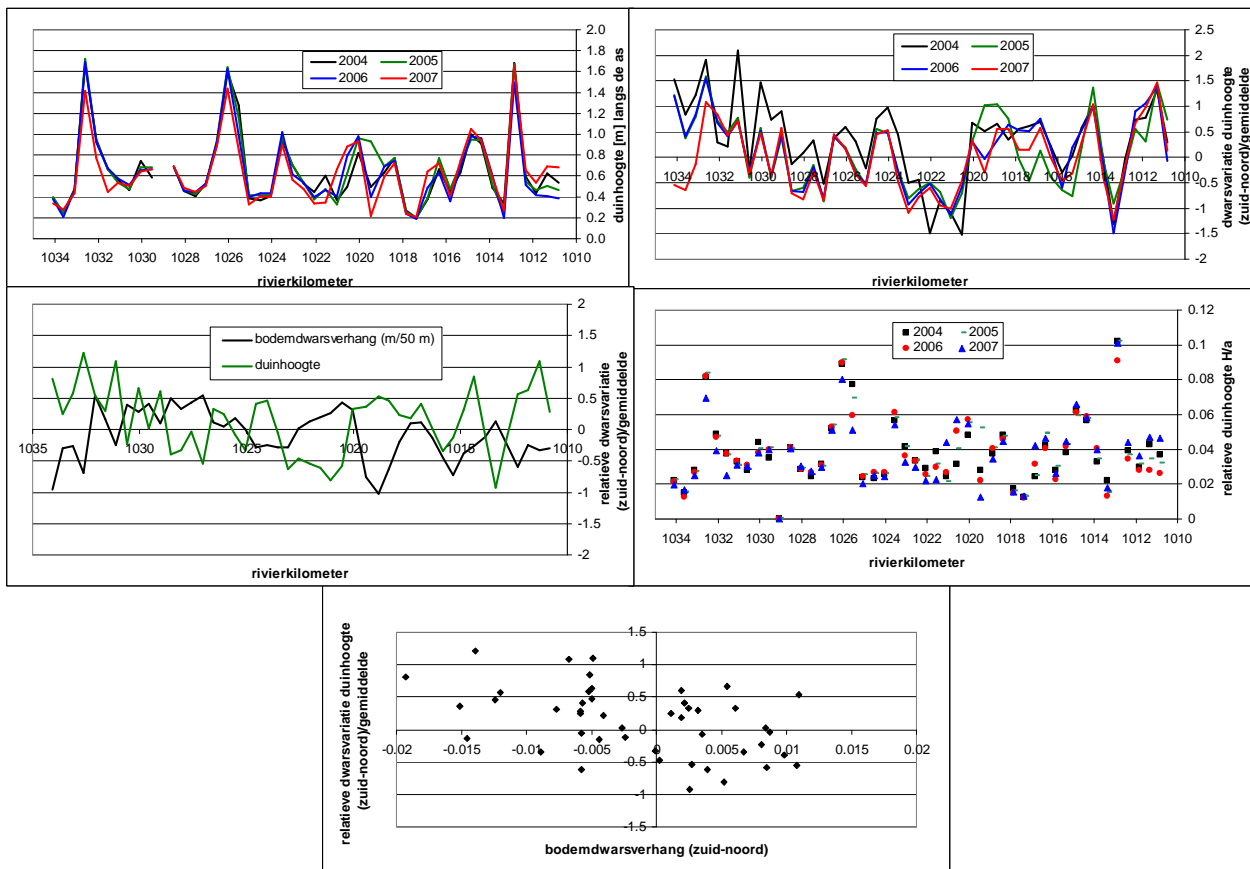 2004
2005
2006
2007
2.0
1.8
1.6
1.4
1.2
1.0
0.8
0.6
0.4
0.2
0.0
duinhoogte [m] langs de as
1034 1032 1030 1028 1026 1024 1022 1020 1018 1016 1014 1012 1010
rivierkilometer
2004
2005
2006
2007
2.5
2
1.5
1
0.5
0
-0.5
-1
-1.5
-2
dwarsvariatie duinhoogte
(zuid-noord)/gemiddelde
1034 1032 1030 1028 1026 1024 1022 1020 1018 1016 1014 1012 1010
rivierkilometer
bodemdwarsverhang (m/50 m)
duinhoogte
2
1.5
1
0.5
0
-0.5
-1
-1.5
-2
relatieve dwarsvariatie
(zuid-noord)/gemiddelde
1034 1029 1024 1019 1014
rivierkilometer
2004
2005
2006
2007
0.12
0.1
0.08
0.06
0.04
0.02
0
relatieve duinhoogte H/a
1034 1032 1030 1028 1026 1024 1022 1020 1018 1016 1014 1012 1010
rivierkilometer
relatieve dwarsvariatie duinhoogte
(zuid-noord)/gemiddelde
1.5
1
0.5
0
-0.5
-1
-1.5
-0.02 -0.015 -0.01 -0.005 0 0.005 0.01 0.015 0.02
bodemdwarsverhang (zuid-noord)